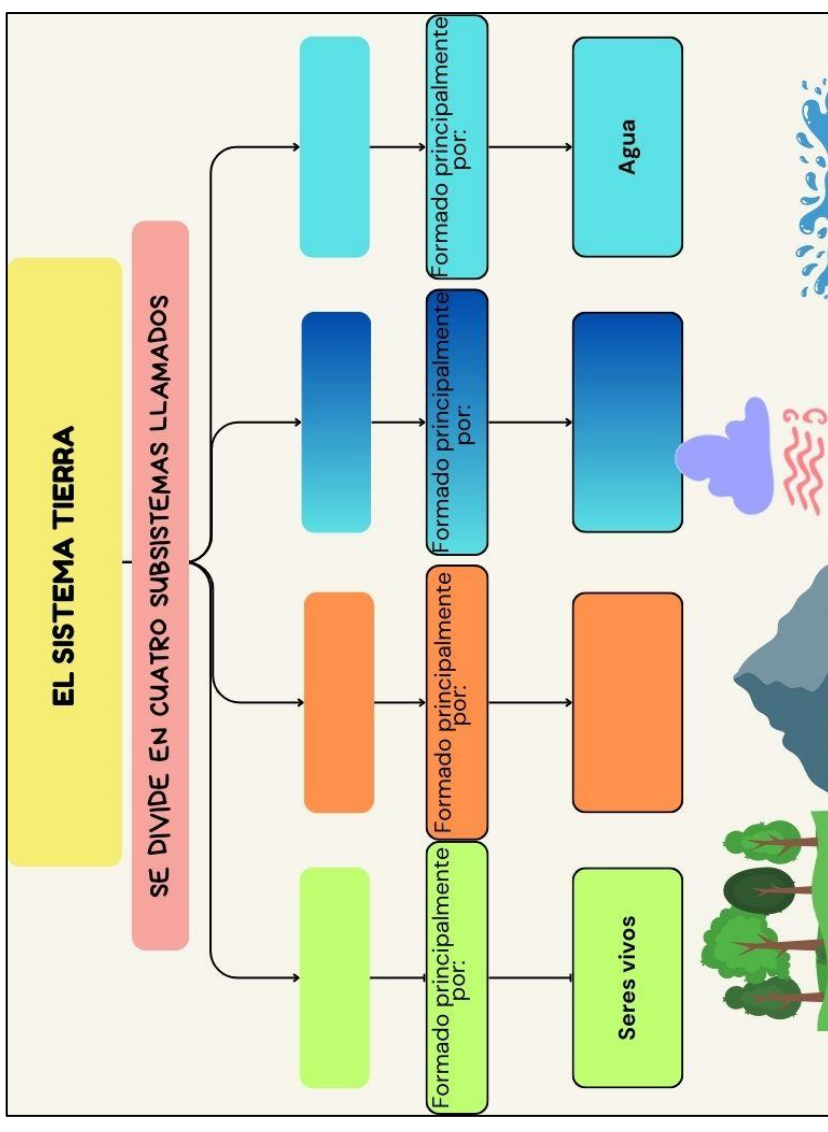 EL SISTEMA TIERRA
SE DIVIDE EN CUATRO SUBSISTEMAS LLAMADOS
Formado principalmente
por:
Seres vivos
Formado principalmente
por:
Formado principalmente
por:
Formado principalmente
por:
Agua